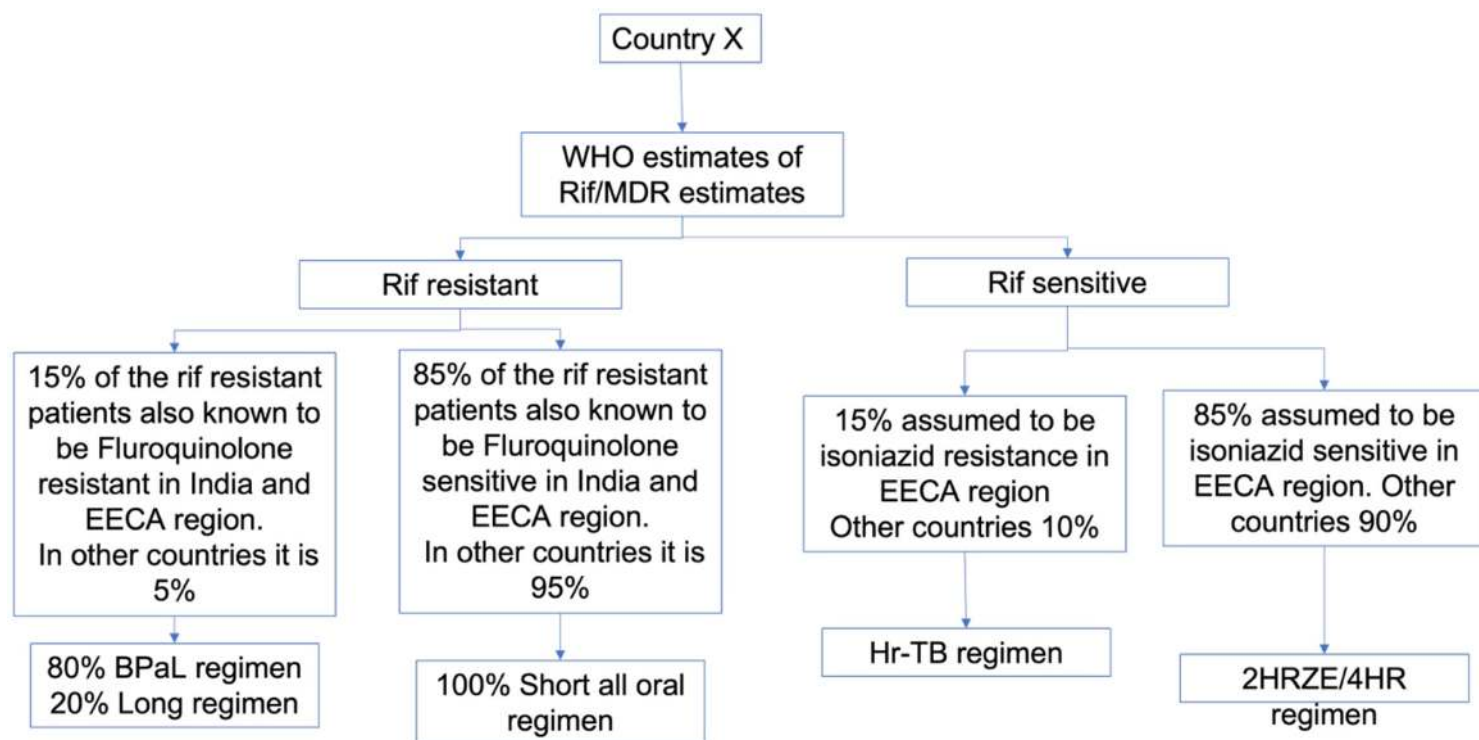 Country X
WHO estimates of
Rif/MDR estimates
Rif resistant
Rif sensitive
15% of the rif resistant
patients also known to
be Fluroquinolone
resistant in India and
EECA region.
In other countries it is
5%
85% of the rif resistant
patients also known to
be Fluroquinolone
sensitive in India and
EECA region.
In other countries it is
95%
15% assumed to be
isoniazid resistance in
EECA region
Other countries 10%
85% assumed to be
isoniazid sensitive in
EECA region. Other
countries 90%
80% BPaL regimen
20% Long regimen
100% Short all oral
regimen
Hr-TB regimen
2HRZE/4HR
regimen